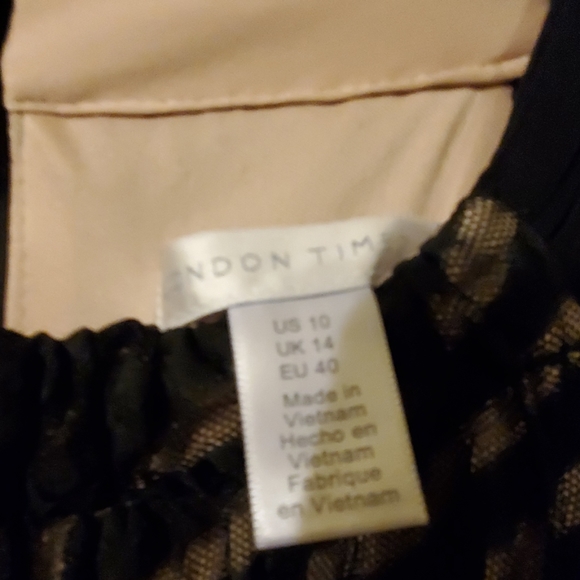 NDON TIM
US 10
UK 14
EU 40
Made in
Vietnam
Hecho en
Vietnam
Fabrique
en Vietnam